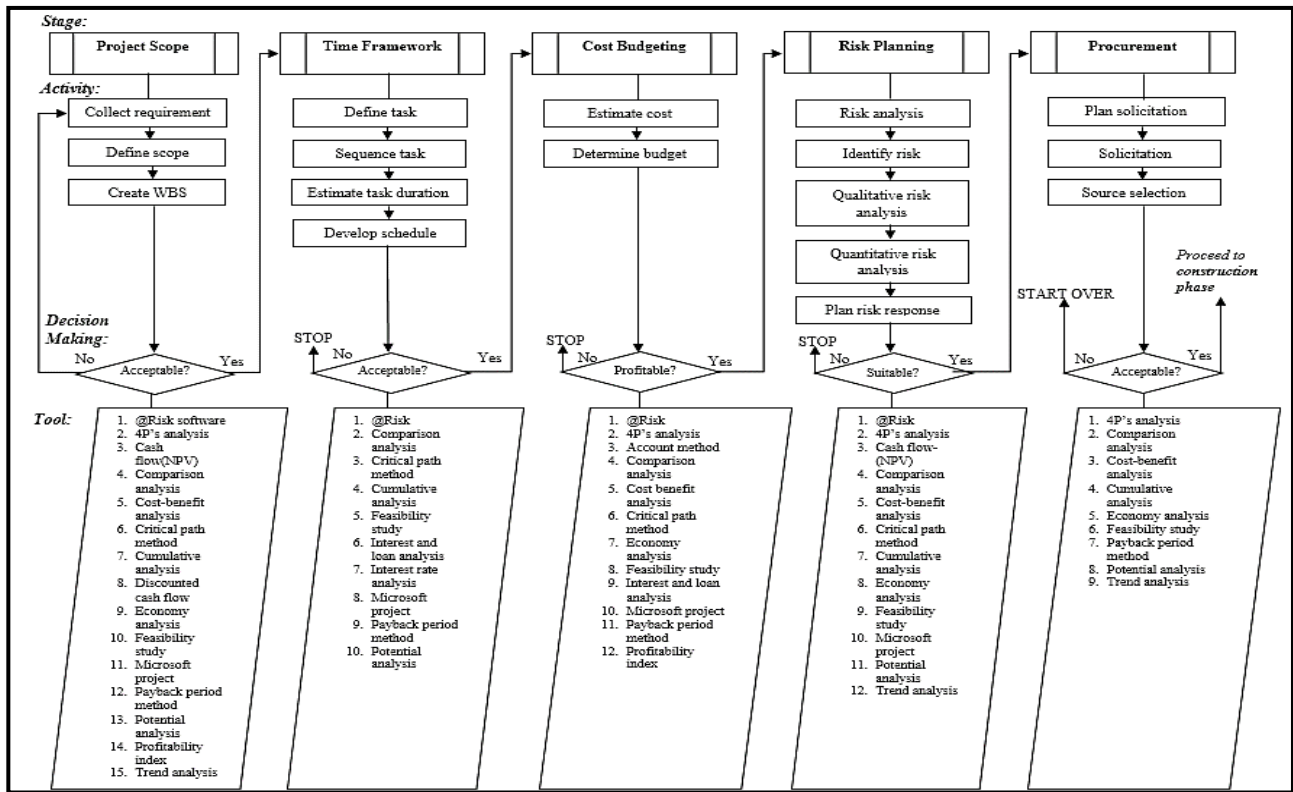 Stage:
Project Scope
Time Framework
Cost Budgeting
Risk Planning
Procurement
Activity:
Collect requirement
Define scope
Create WBS
Define task
Sequence task
Estimate task duration
Develop schedule
Estimate cost
Determine budget
Risk analysis
Identify risk
Qualitative risk
analysis
Quantitative risk
analysis
Plan risk response
Plan solicitation
Solicitation
Source selection
Decision
Making:
No
Acceptable?
Yes
STOP
No
Acceptable?
Yes
STOP
No
Profitable?
Yes
STOP
No
Suitable?
Yes
START OVER
No
Acceptable?
Yes
Proceed to
construction
phase
Tool:
1. @Risk software
2. 4P's analysis
3. Cash
flow(NPV)
4. Comparison
analysis
5. Cost-benefit
analysis
6. Critical path
method
7. Cumulative
analysis
8. Discounted
cash flow
9. Economy
analysis
10. Feasibility
study
11. Microsoft
project
12. Payback period
method
13. Potential
analysis
14. Profitability
index
15. Trend analysis
1. @Risk
2. Comparison
analysis
3. Critical path
method
4. Cumulative
analysis
5. Feasibility
study
6. Interest and
loan analysis
7. Interest rate
analysis
8. Microsoft
project
9. Payback period
method
10. Potential
analysis
1. @Risk
2. 4P's analysis
3. Account method
4. Comparison
analysis
5. Cost benefit
analysis
6. Critical path
method
7. Economy
analysis
8. Feasibility study
9. Interest and loan
analysis
10. Microsoft project
11. Payback period
method
12. Profitability
index
1. @Risk
2. 4P's analysis
3. Cash flow-
(NPV)
4. Comparison
analysis
5. Cost-benefit
analysis
6. Critical path
method
7. Cumulative
analysis
8. Economy
analysis
9. Feasibility
study
10. Microsoft
project
11. Potential
analysis
12. Trend analysis
1. 4P's analysis
2. Comparison
analysis
3. Cost-benefit
analysis
4. Cumulative
analysis
5. Economy analysis
6. Feasibility study
7. Payback period
method
8. Potential analysis
9. Trend analysis